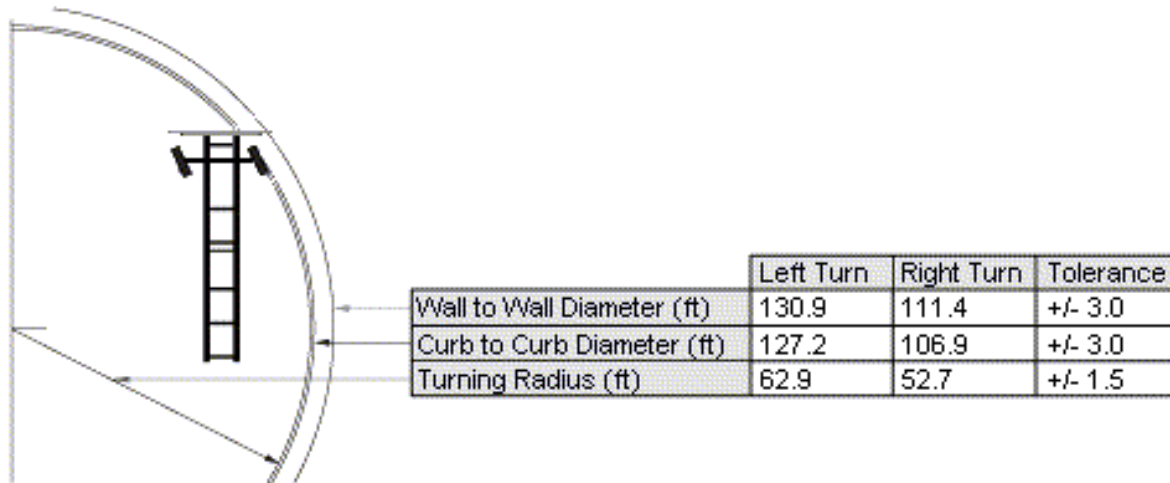 Left Turn Right Turn Tolerance
Wall to Wall Diameter (ft) 130.9 111.4 +/- 3.0
Curb to Curb Diameter (ft) 127.2 106.9 +/- 3.0
Turning Radius (ft) 62.9 52.7 +/- 1.5